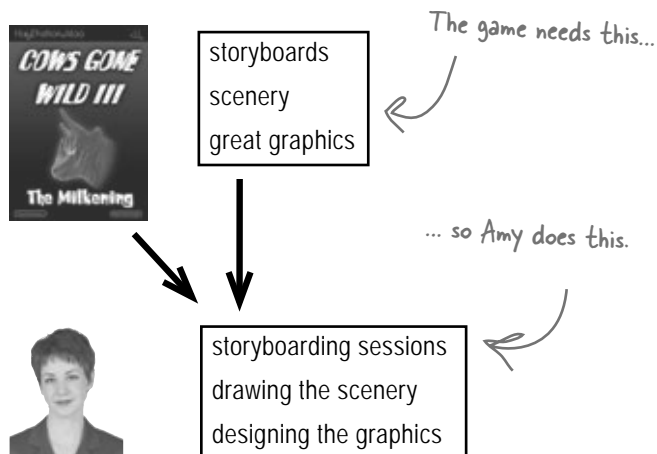 COWS GONE
WILD III
The Milkening
storyboards
scenery
great graphics
The game needs this...
... so Amy does this.
storyboarding sessions
drawing the scenery
designing the graphics